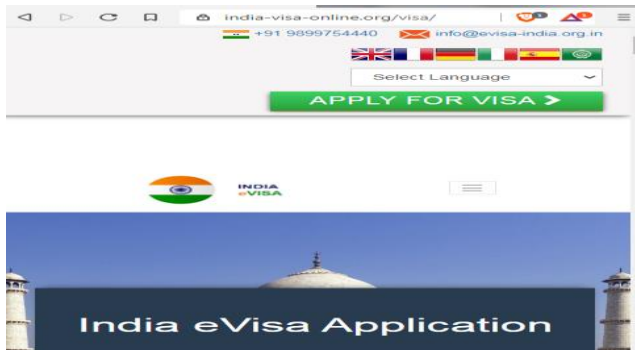 india-visa-online.org/visa/
+91 9899754440 info@evisa-india.org.in
Select Language
APPLY FOR VISA
INDIA
eVISA
India eVisa Application